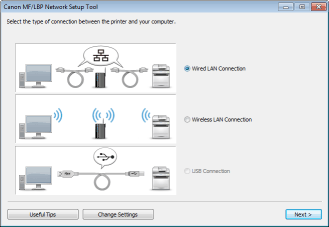 Canon MF/LBP Network Setup Tool
Select the type of connection between the printer and your computer.
Wired LAN Connection
Wireless LAN Connection
USB Connection
Useful Tips
Change Settings
Next >